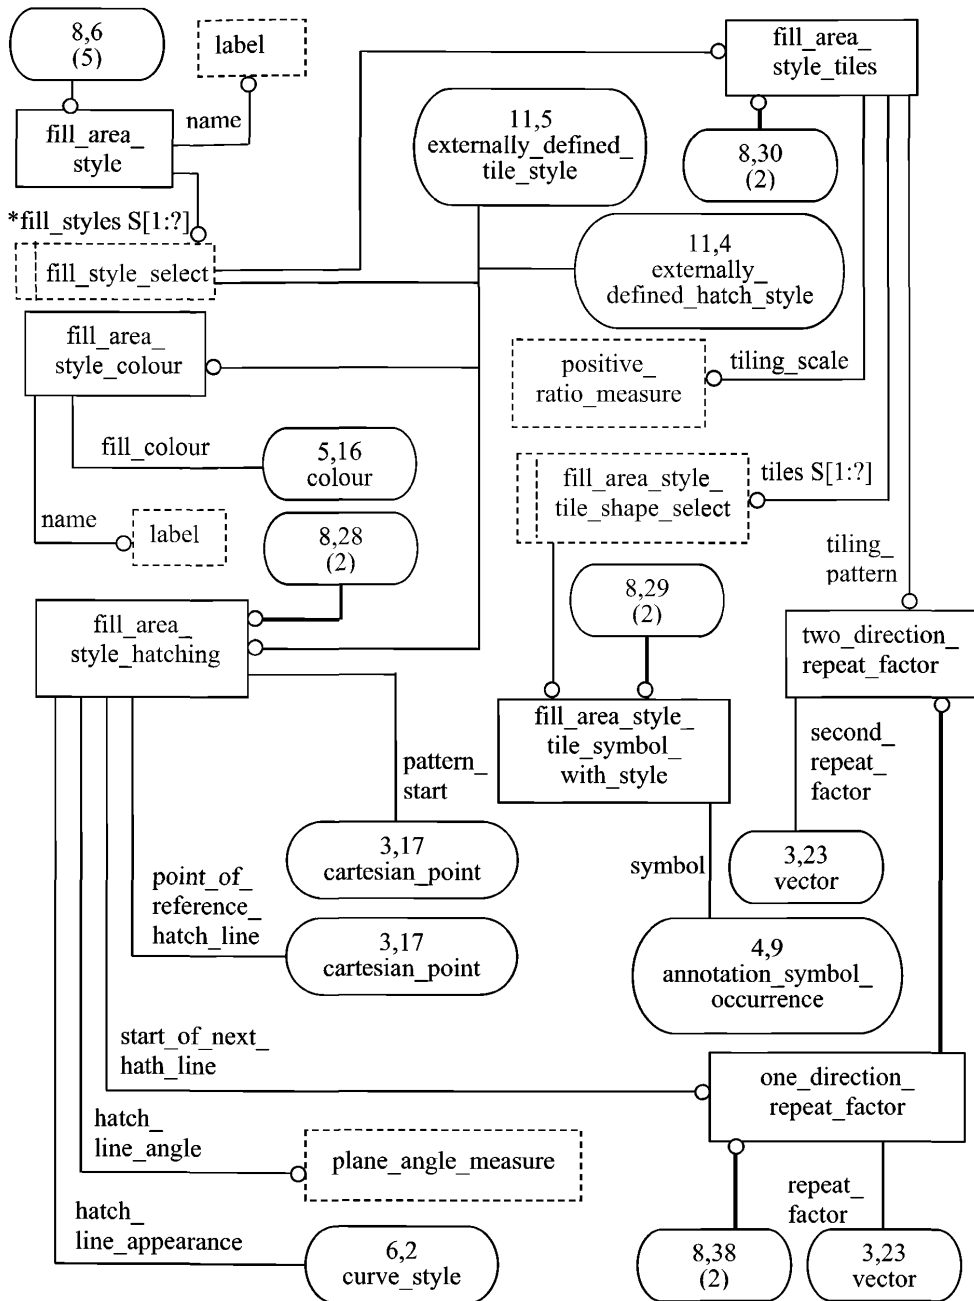 8,6
(5)
label
fill_area_
style_tiles
name
fill_area_
style
11,5
externally_defined_
tile_style
8,30
(2)
*fill_styles S[1:?]
fill_style_select
11,4
externally_
defined_hatch_style
fill_area_
style_colour
positive_
ratio_measure
tiling_scale
fill_colour
5,16
colour
fill_area_style_
tile_shape_select
tiles S[1:?]
name
label
8,28
(2)
tiling_
pattern
8,29
(2)
fill_area_
style_hatching
two_direction_
repeat_factor
fill_area_style_
tile_symbol_
with_style
second_
repeat_
factor
pattern_
start
3,17
cartesian_point
symbol
3,23
vector
point_of_
reference_
hatch_line
3,17
cartesian_point
4,9
annotation_symbol_
occurrence
start_of_next_
hath_line
one_direction_
repeat_factor
hatch_
line_angle
plane_angle_measure
repeat_
factor
hatch_
line_appearance
6,2
curve_style
8,38
(2)
3,23
vector